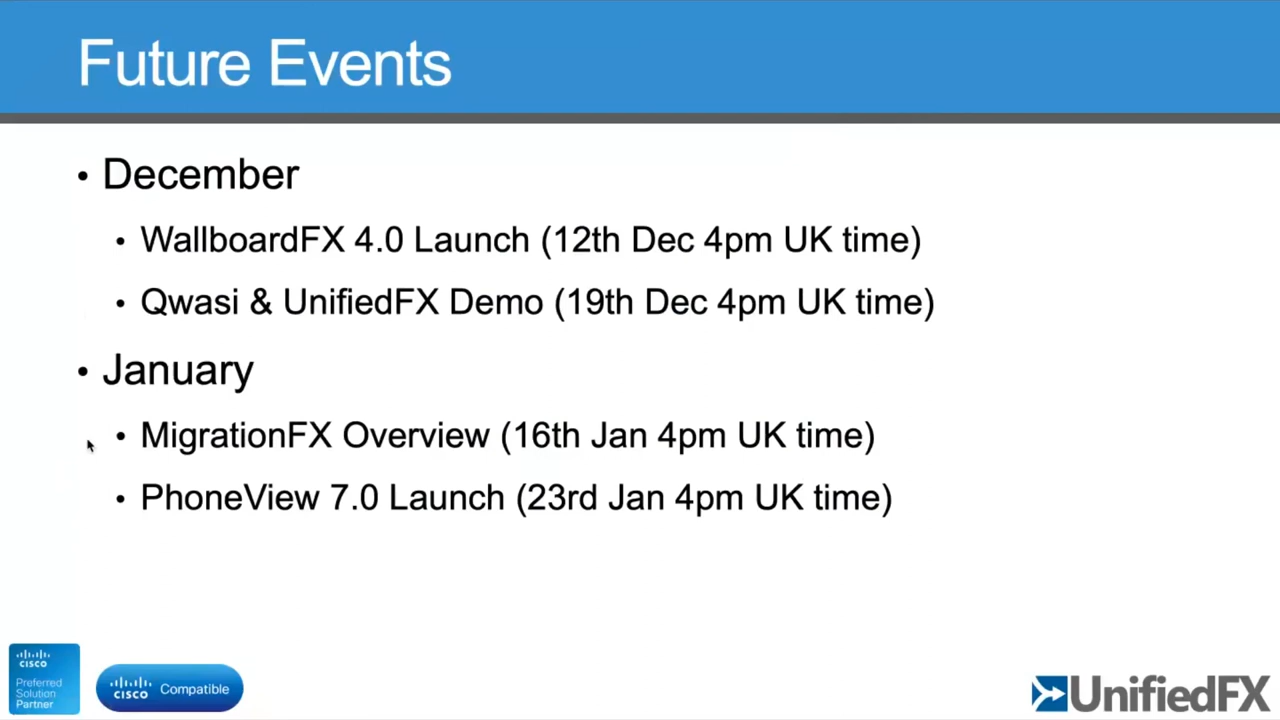 Future Events
• December
• WallboardFX 4.0 Launch (12th Dec 4pm UK time)
• Qwasi & UnifiedFX Demo (19th Dec 4pm UK time)
• January
• MigrationFX Overview (16th Jan 4pm UK time)
• PhoneView 7.0 Launch (23rd Jan 4pm UK time)
CISCO
Preferred
Solution
Partner
CISCO Compatible
UnifiedFX